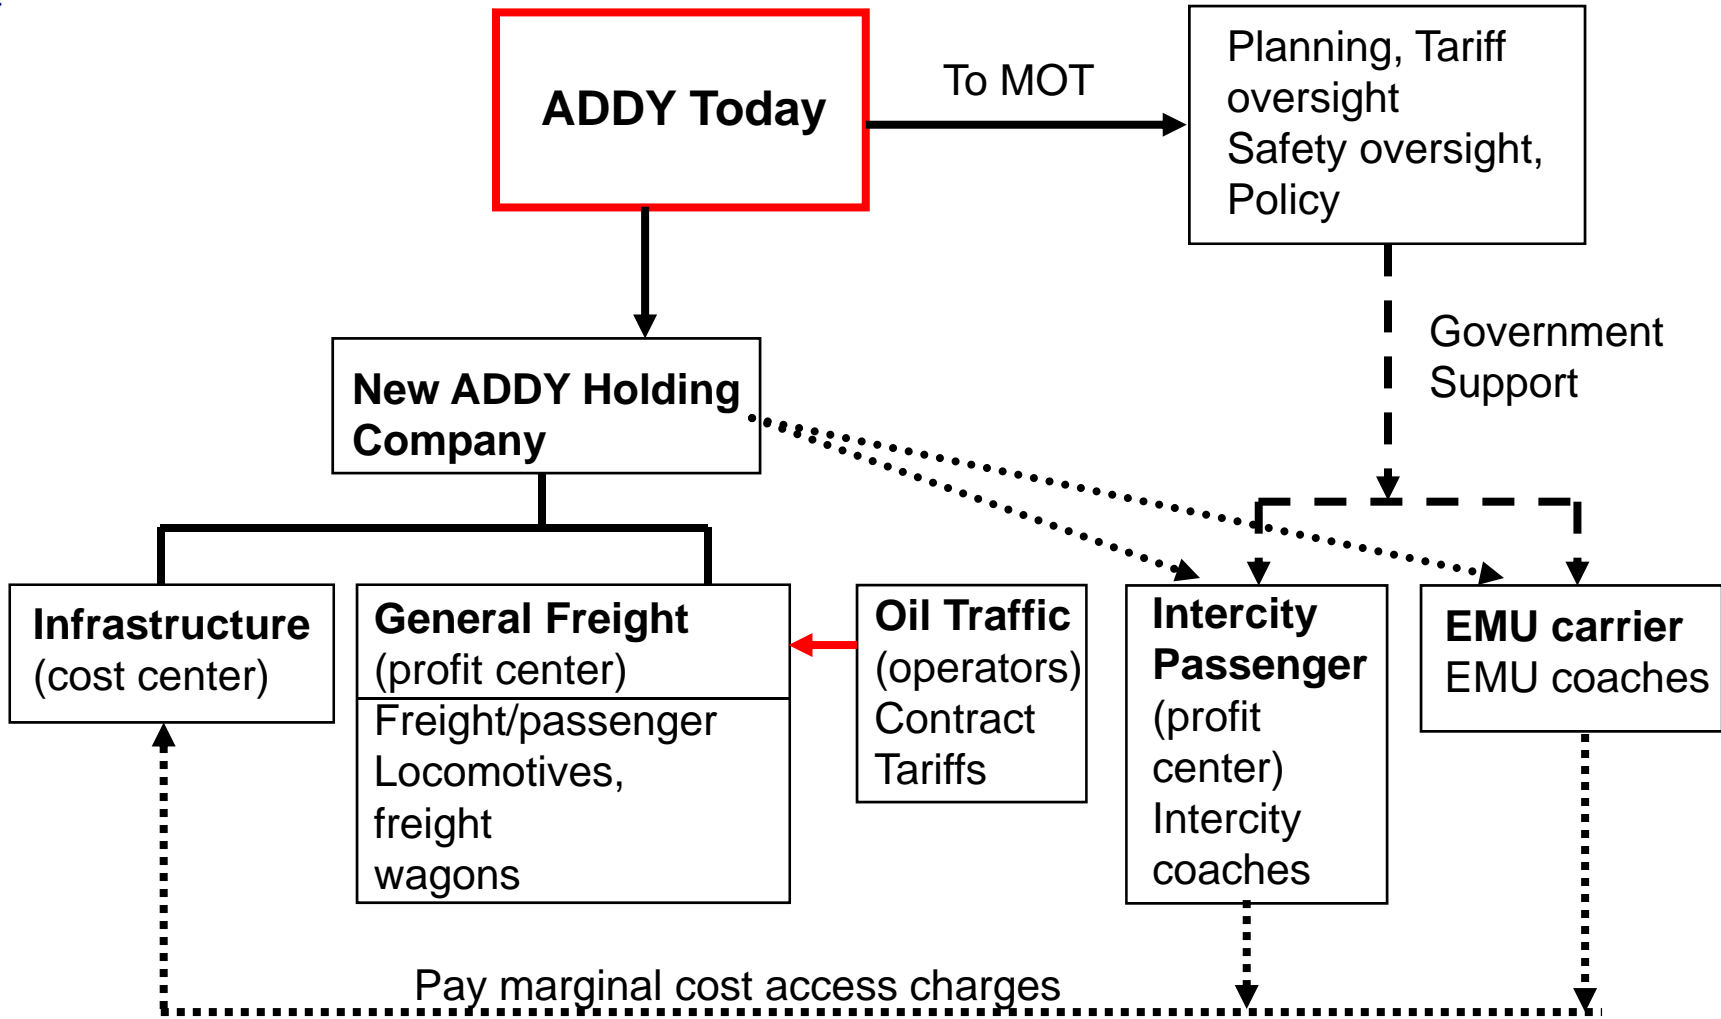 ADDY Today
To MOT
Planning, Tariff
oversight
Safety oversight,
Policy
Government
Support
New ADDY Holding
Company
Infrastructure
(cost center)
General Freight
(profit center)
Freight/passenger
Locomotives,
freight
wagons
Oil Traffic
(operators)
Contract
Tariffs
Intercity
Passenger
(profit
center)
Intercity
coaches
EMU carrier
EMU coaches
Pay marginal cost access charges